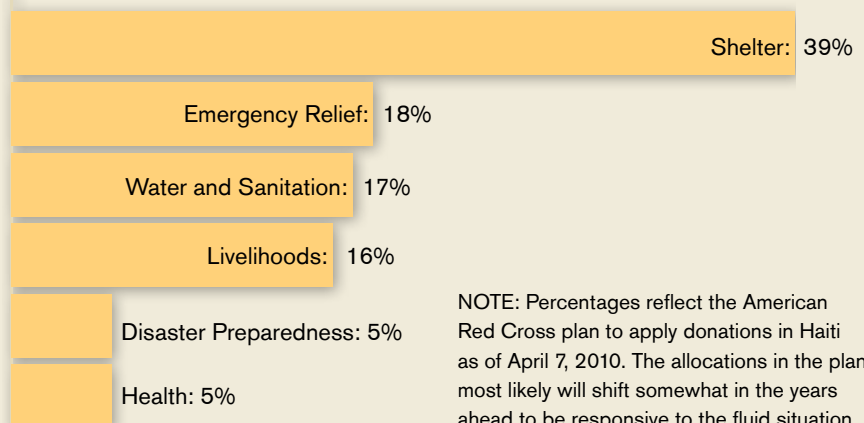 Shelter: 39%
Emergency Relief: 18%
Water and Sanitation: 17%
Livelihoods: 16%
Disaster Preparedness: 5%
Health: 5%
NOTE: Percentages reflect the American
Red Cross plan to apply donations in Haiti
as of April 7, 2010. The allocations in the plan
most likely will shift somewhat in the years
ahead to be responsive to the fluid situation